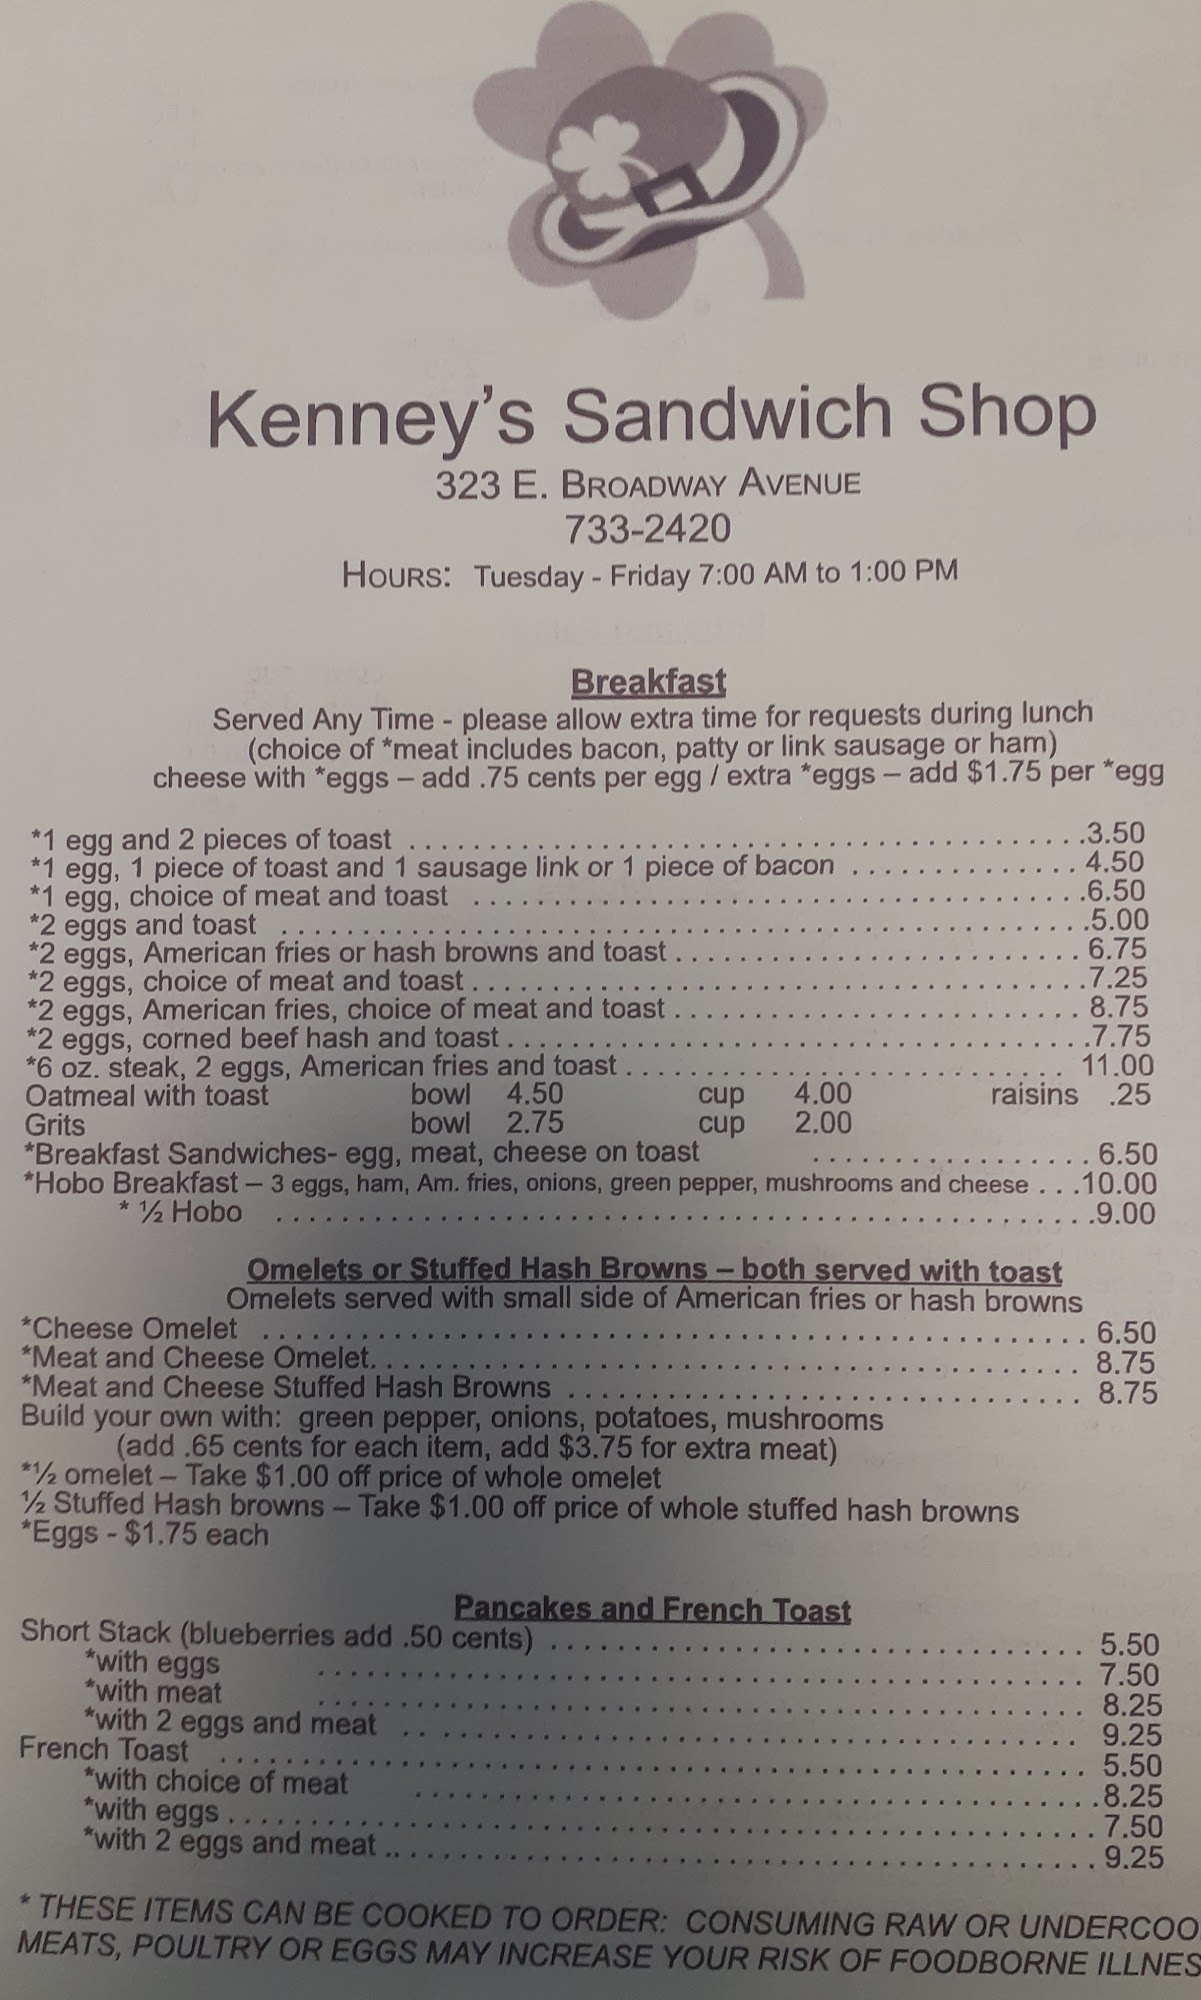 Kenney's Sandwich Shop
323 E. BROADWAY AVENUE
733-2420
HOURS: Tuesday - Friday 7:00 AM to 1:00 PM
Breakfast
Served Any Time - please allow extra time for requests during lunch
(choice of *meat includes bacon, patty or link sausage or ham)
cheese with *eggs – add .75 cents per egg / extra *eggs – add $1.75 per *egg
*1 egg and 2 pieces of toast 3.50
*1 egg, 1 piece of toast and 1 sausage link or 1 piece of bacon 4.50
*1 egg, choice of meat and toast 6.50
*2 eggs and toast 5.00
*2 eggs, American fries or hash browns and toast 6.75
*2 eggs, choice of meat and toast 7.25
*2 eggs, American fries, choice of meat and toast 8.75
*2 eggs, corned beef hash and toast 7.75
*6 oz. steak, 2 eggs, American fries and toast 11.00
Oatmeal with toast bowl 4.50 cup 4.00 raisins .25
Grits bowl 2.75 cup 2.00
*Breakfast Sandwiches- egg, meat, cheese on toast 6.50
*Hobo Breakfast – 3 eggs, ham, Am. fries, onions, green pepper, mushrooms and cheese 10.00
* ½ Hobo 9.00
Omelets or Stuffed Hash Browns – both served with toast
Omelets served with small side of American fries or hash browns
*Cheese Omelet 6.50
*Meat and Cheese Omelet 8.75
*Meat and Cheese Stuffed Hash Browns 8.75
Build your own with: green pepper, onions, potatoes, mushrooms
(add .65 cents for each item, add $3.75 for extra meat)
*½ omelet – Take $1.00 off price of whole omelet
½ Stuffed Hash browns – Take $1.00 off price of whole stuffed hash browns
*Eggs - $1.75 each
Pancakes and French Toast
Short Stack (blueberries add .50 cents) 5.50
*with eggs 7.50
*with meat 8.25
*with 2 eggs and meat 9.25
French Toast 5.50
*with choice of meat 8.25
*with eggs 7.50
*with 2 eggs and meat 9.25
* THESE ITEMS CAN BE COOKED TO ORDER: CONSUMING RAW OR UNDERCOO
MEATS, POULTRY OR EGGS MAY INCREASE YOUR RISK OF FOODBORNE ILLNES